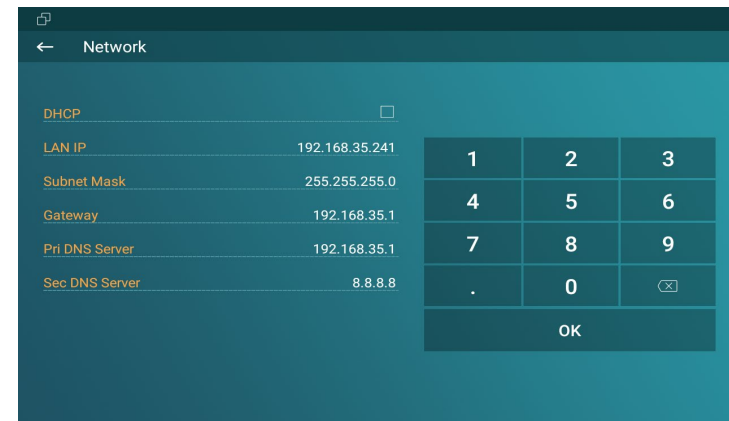 Network
DHCP
LAN IP 192.168.35.241
Subnet Mask 255.255.255.0
Gateway 192.168.35.1
Pri DNS Server 192.168.35.1
Sec DNS Server 8.8.8.8
1 2 3
4 5 6
7 8 9
. 0
OK